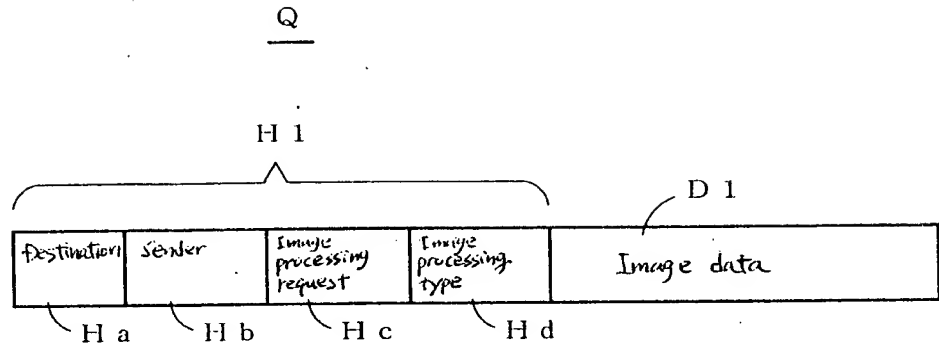 Q
H 1
D 1
Destination
Sender
Image
processing
request
Image
processing
type
Image data
H a
H b
H c
H d